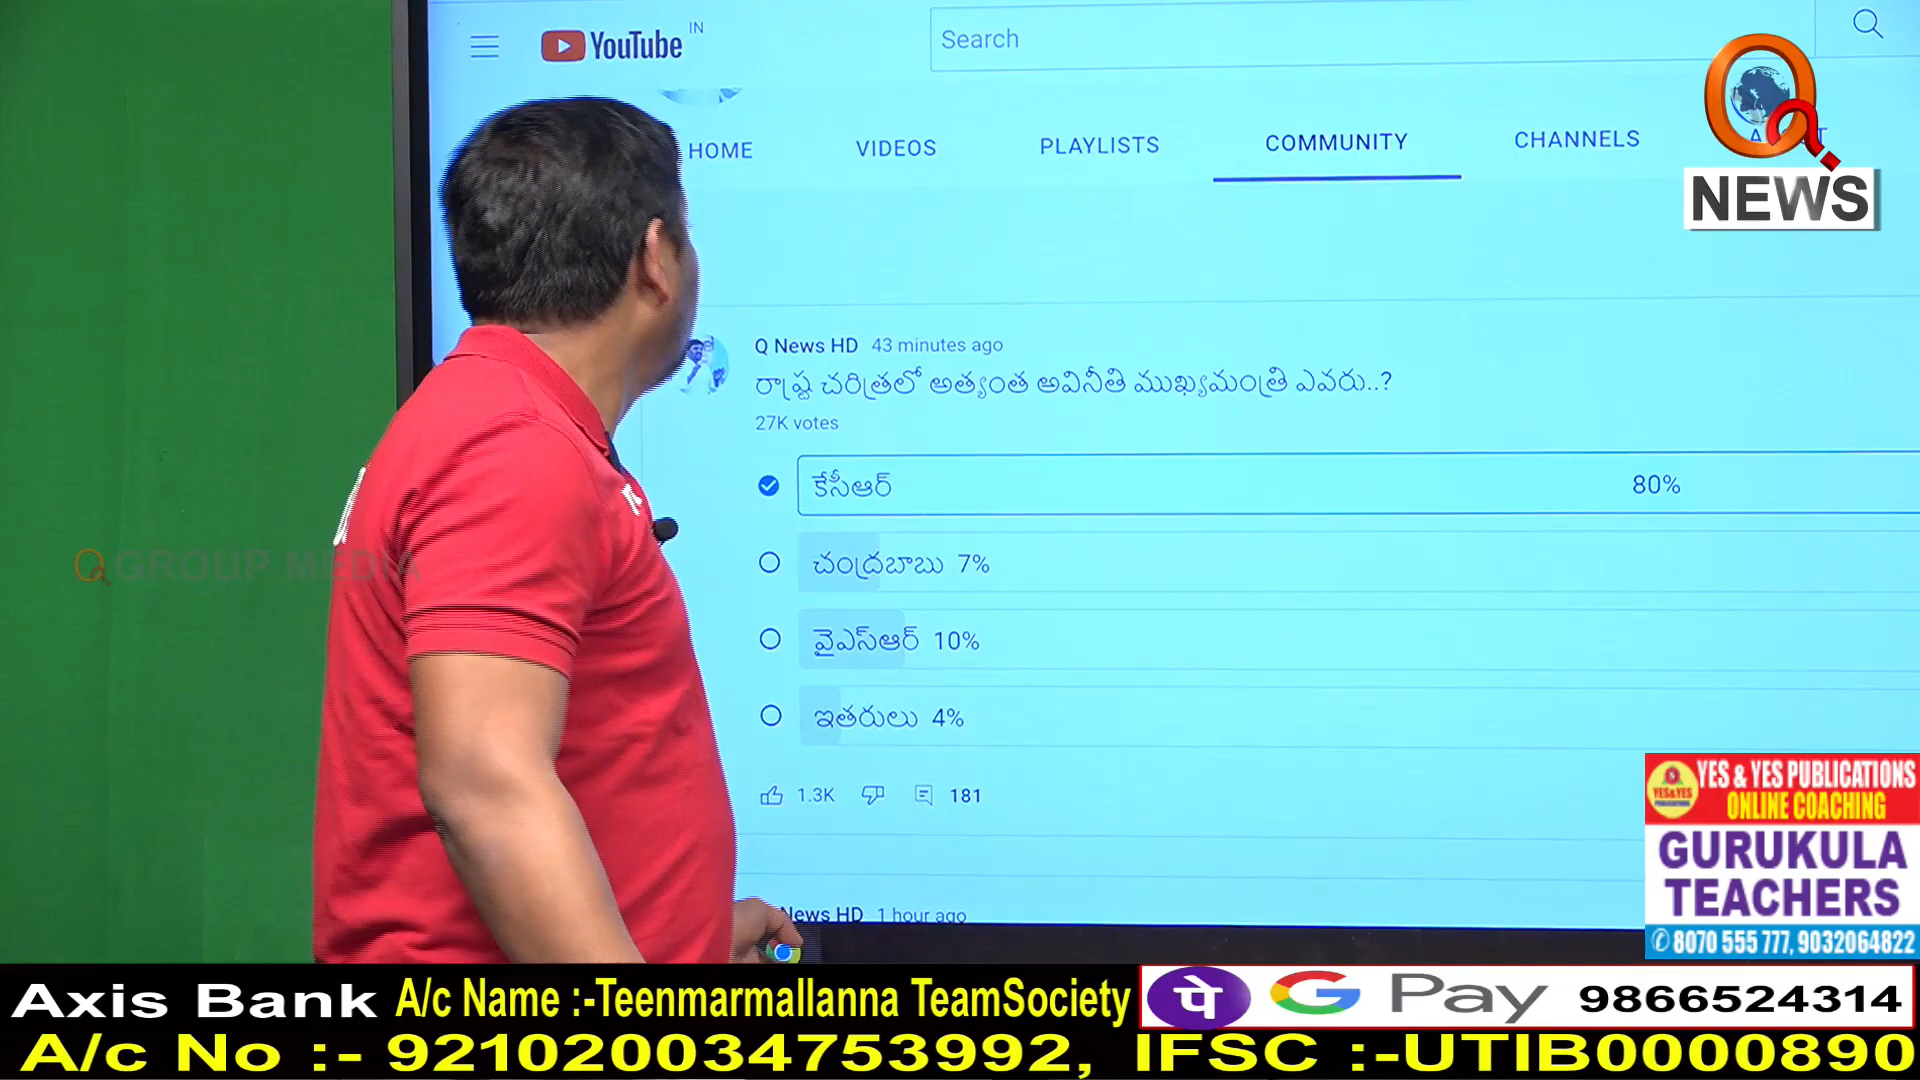 YouTube IN
Search
HOME VIDEOS PLAYLISTS COMMUNITY CHANNELS
Q NEWS
Q News HD 43 minutes ago
రాష్ట్ర చరిత్రలో అత్యంత అవినీతి ముఖ్యమంత్రి ఎవరు..?
27K votes
కేసీఆర్ 80%
చంద్రబాబు 7%
వైఎస్ఆర్ 10%
ఇతరులు 4%
1.3K 181
News HD 1 hour ago
Q GROUP MEDIA
YES & YES PUBLICATIONS
ONLINE COACHING
GURUKULA
TEACHERS
8070 555 777, 9032064822
Axis Bank A/c Name :-Teenmarmallanna TeamSociety
पे G Pay 9866524314
A/c No :- 921020034753992, IFSC :-UTIB0000890